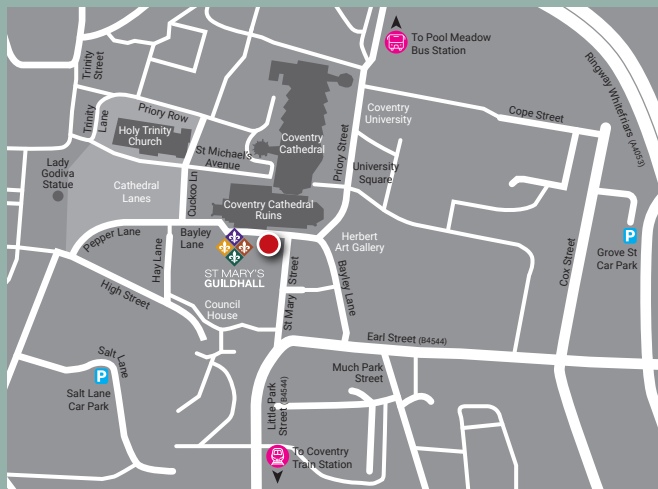 To Pool Meadow
Bus Station
Trinity
Street
Ringway Whitefriars (A4053)
Trinity
Lane
Priory Row
Coventry
University
Cope Street
Holy Trinity
Church
Coventry
Cathedral
Priory Street
St Michael's
Avenue
Lady
Godiva
Statue
University
Square
Cathedral
Lanes
Cuckoo Ln
Coventry Cathedral
Ruins
Pepper Lane
Bayley
Lane
Herbert
Art Gallery
Hay Lane
ST MARY'S
GUILDHALL
St Mary Street
Bayley Lane
Cox Street
P
Grove St
Car Park
High Street
Council
House
Earl Street (B4544)
Salt Lane
P
Salt Lane
Car Park
Much Park
Street
Little Park
Street (B4544)
To Coventry
Train Station